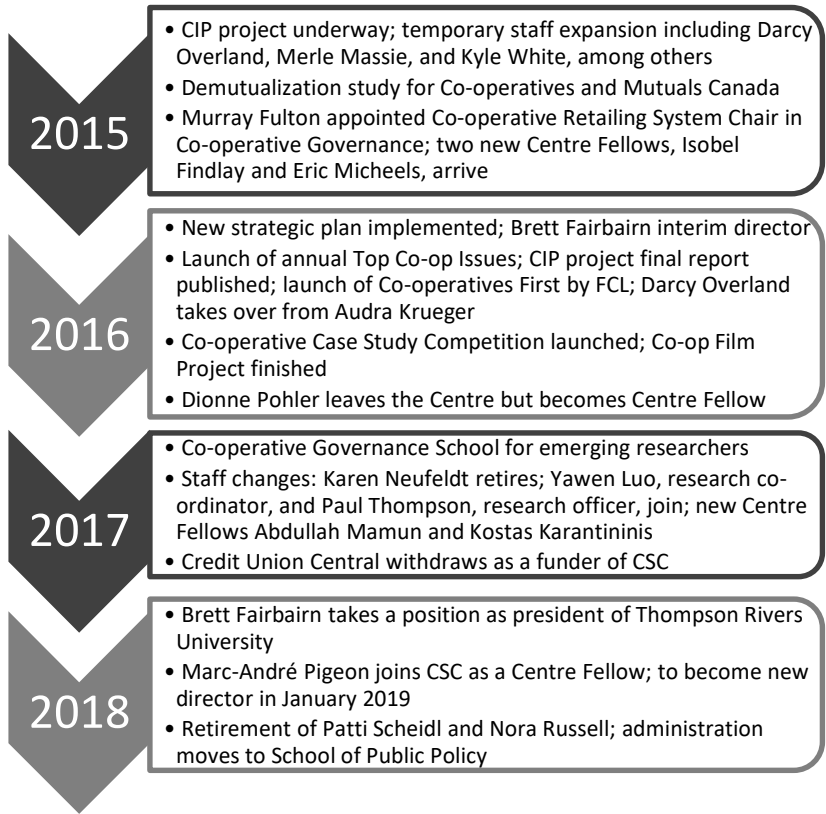 2015
• CIP project underway; temporary staff expansion including Darcy
Overland, Merle Massie, and Kyle White, among others
• Demutualization study for Co-operatives and Mutuals Canada
• Murray Fulton appointed Co-operative Retailing System Chair in
Co-operative Governance; two new Centre Fellows, Isobel
Findlay and Eric Micheels, arrive
2016
• New strategic plan implemented; Brett Fairbairn interim director
• Launch of annual Top Co-op Issues; CIP project final report
published; launch of Co-operatives First by FCL; Darcy Overland
takes over from Audra Krueger
• Co-operative Case Study Competition launched; Co-op Film
Project finished
• Dionne Pohler leaves the Centre but becomes Centre Fellow
2017
• Co-operative Governance School for emerging researchers
• Staff changes: Karen Neufeldt retires; Yawen Luo, research co-
ordinator, and Paul Thompson, research officer, join; new Centre
Fellows Abdullah Mamun and Kostas Karantininis
• Credit Union Central withdraws as a funder of CSC
2018
• Brett Fairbairn takes a position as president of Thompson Rivers
University
• Marc-André Pigeon joins CSC as a Centre Fellow; to become new
director in January 2019
• Retirement of Patti Scheidl and Nora Russell; administration
moves to School of Public Policy